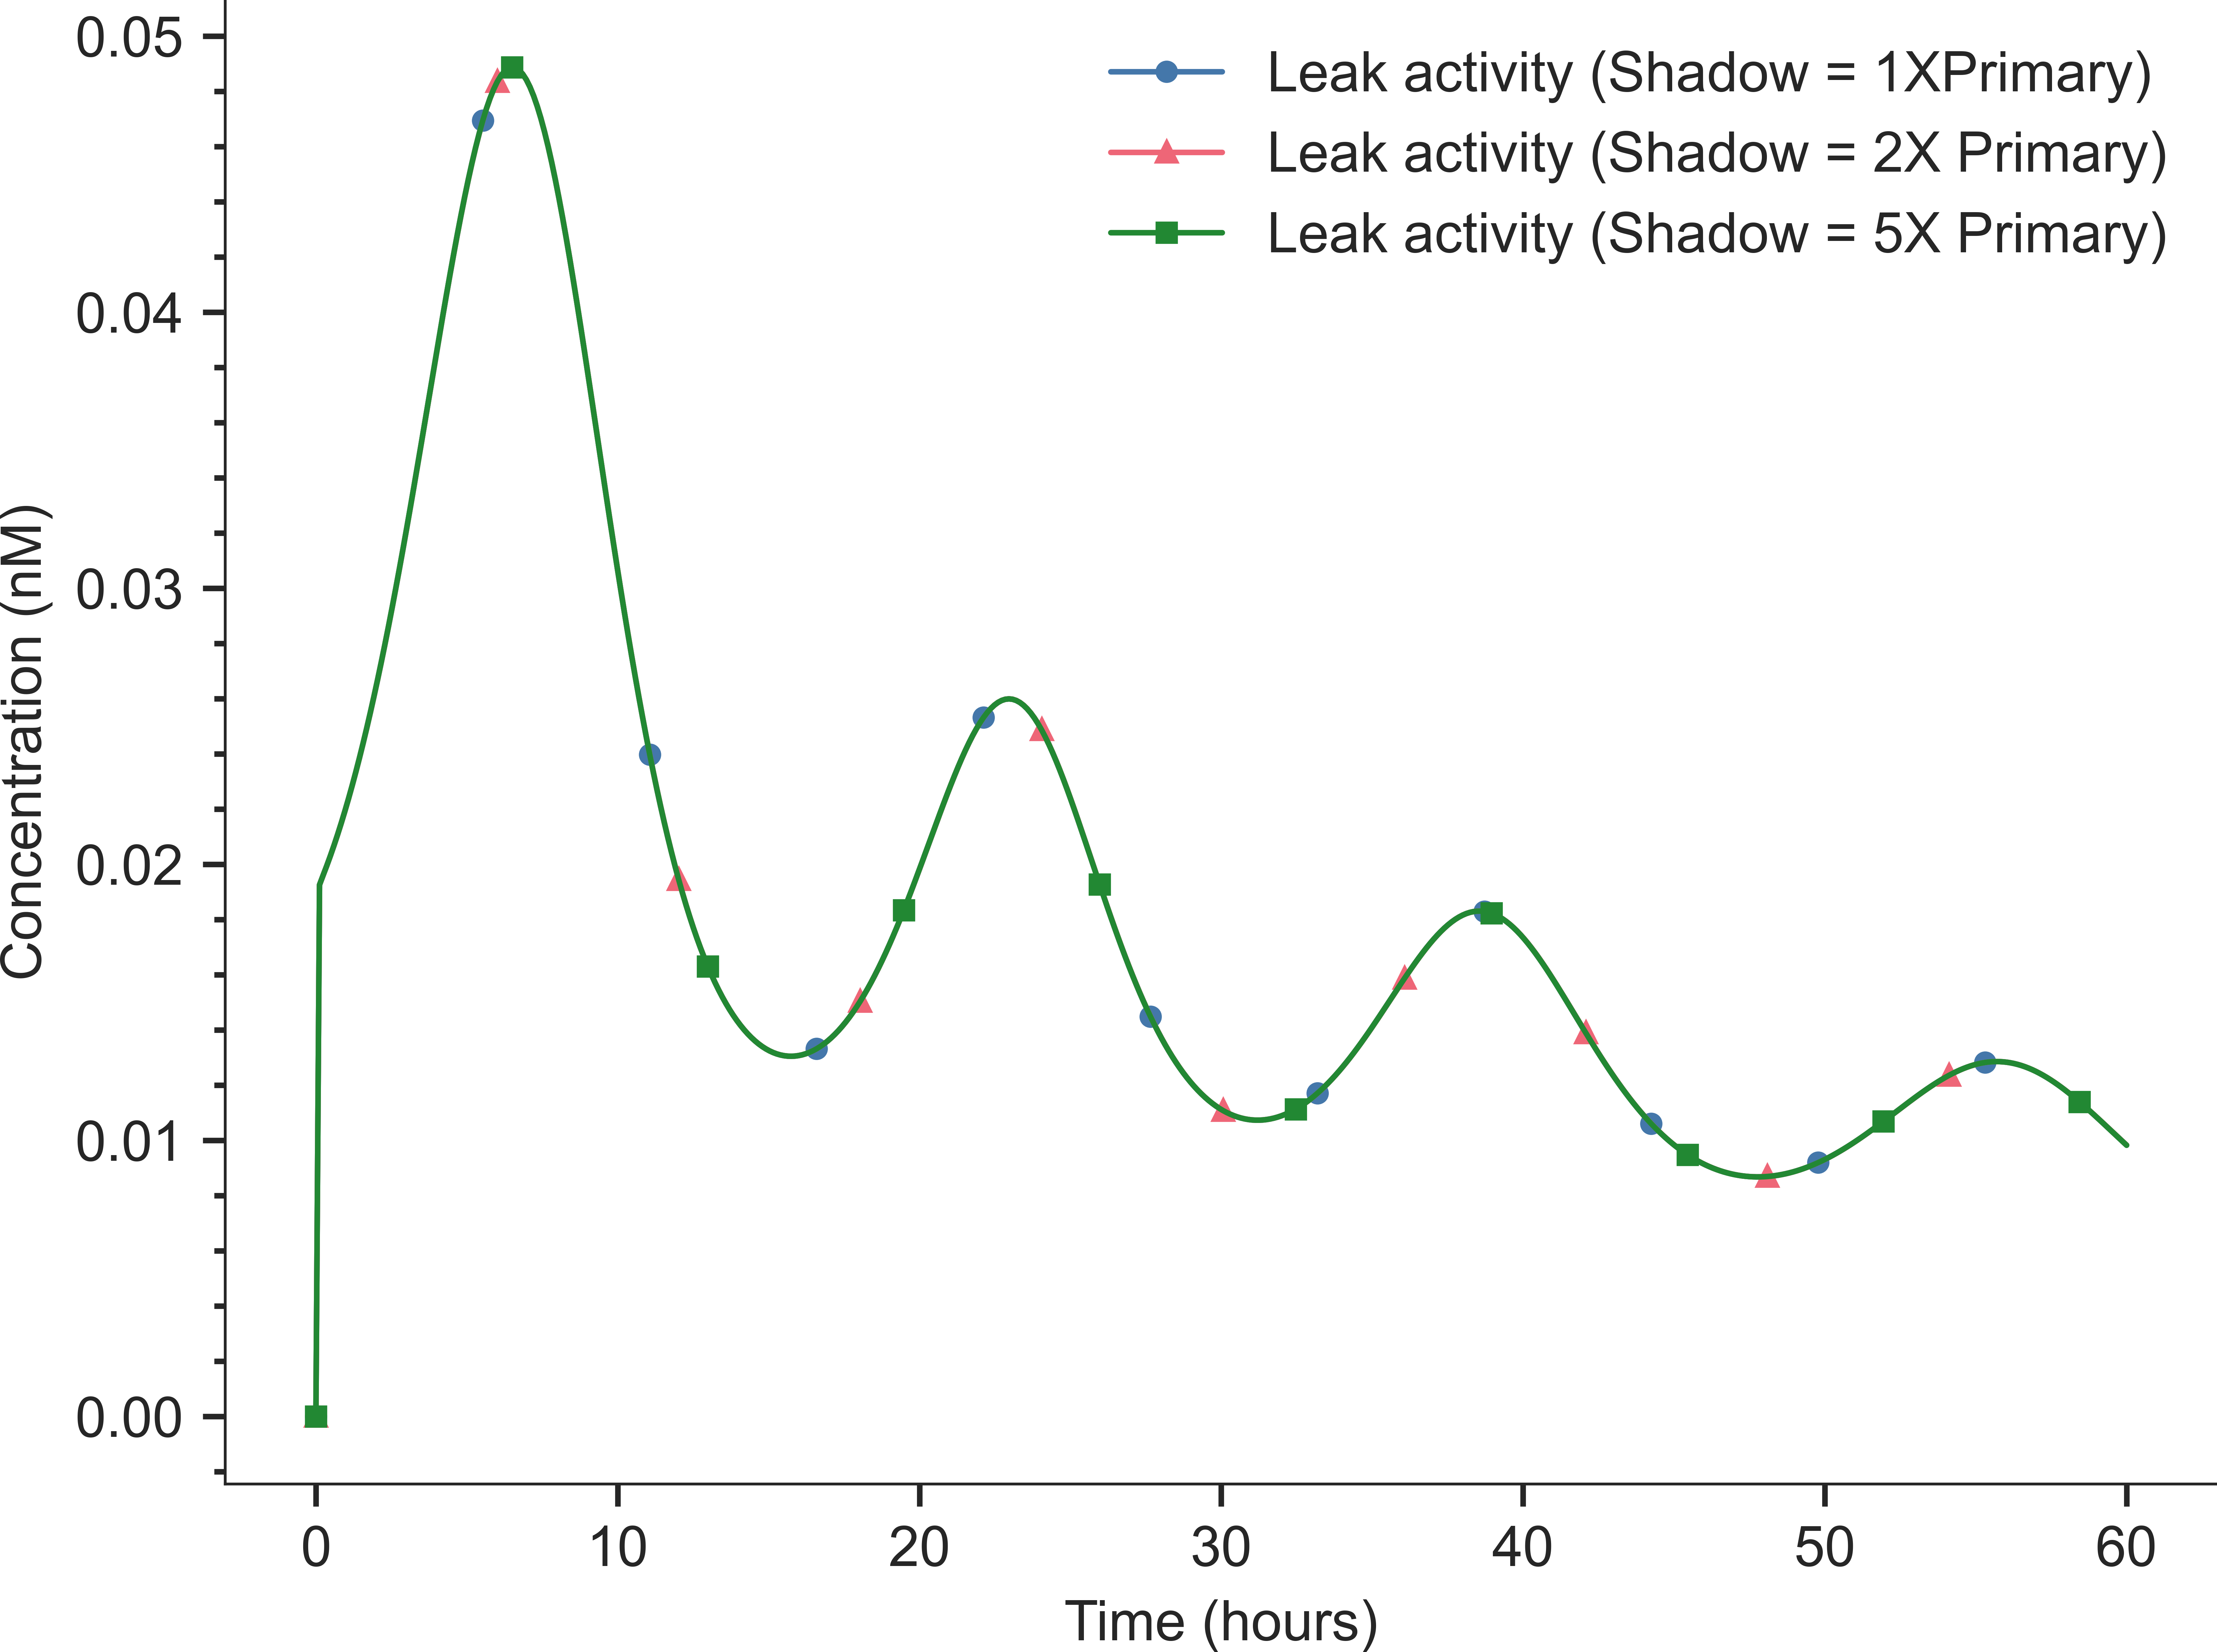 Leak activity (Shadow = 1XPrimary)
Leak activity (Shadow = 2X Primary)
Leak activity (Shadow = 5X Primary)
Concentration (nM)
0.05
0.04
0.03
0.02
0.01
0.00
0 10 20 30 40 50 60
Time (hours)